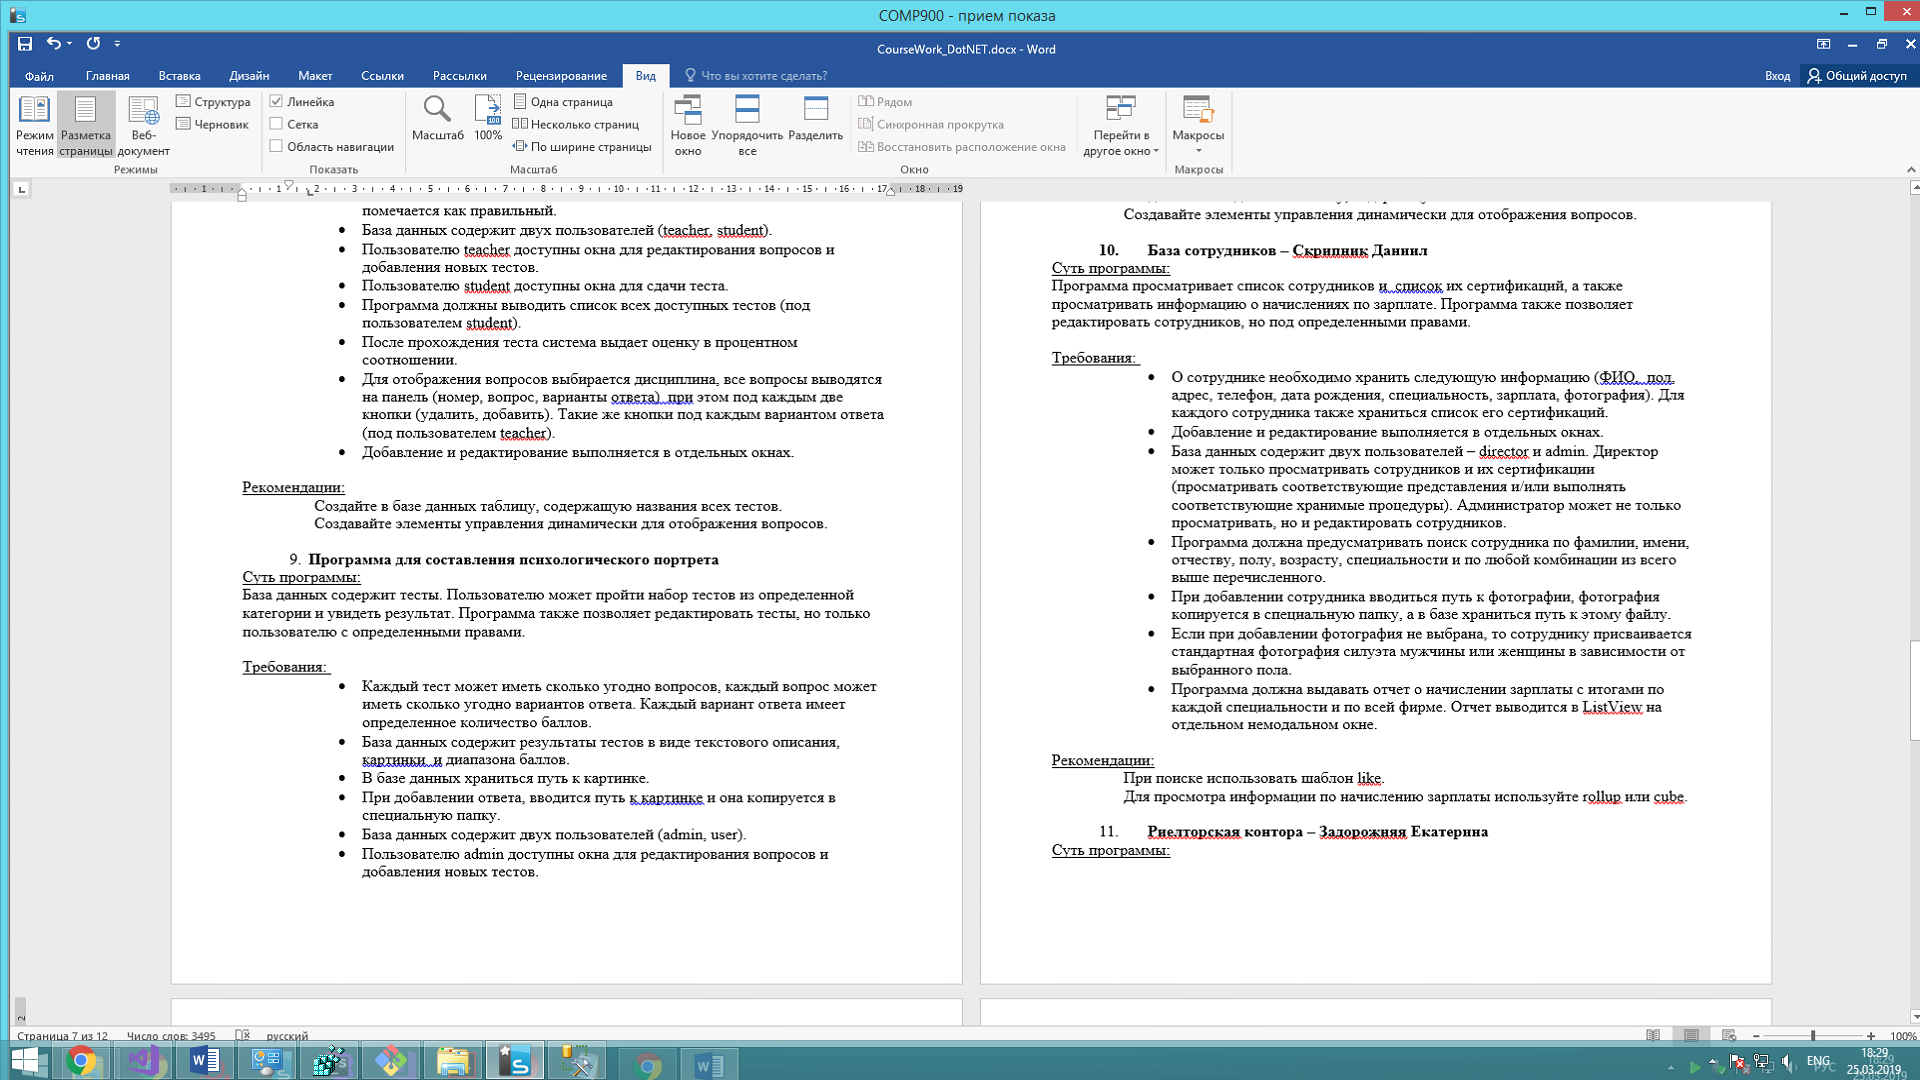 COMP900 - прием показа
CourseWork_DotNET.docx - Word
Файл Главная Вставка Дизайн Макет Ссылки Рассылки Рецензирование Вид Что вы хотите сделать? Вход Общий доступ
Режим чтения
Разметка страницы
Веб-документ
Структура
Черновик
Режимы
Линейка
Сетка
Область навигации
Показать
Масштаб
100%
Одна страница
Несколько страниц
По ширине страницы
Масштаб
Новое окно
Упорядочить все
Разделить
Рядом
Синхронная прокрутка
Восстановить расположение окна
Перейти в другое окно
Окно
Макросы
Макросы
1 1 2 3 4 5 6 7 8 9 10 11 12 13 14 15 16 17 18 19
помечается как правильный.
• База данных содержит двух пользователей (teacher, student).
• Пользователю teacher доступны окна для редактирования вопросов и
добавления новых тестов.
• Пользователю student доступны окна для сдачи теста.
• Программа должны выводить список всех доступных тестов (под
пользователем student).
• После прохождения теста система выдает оценку в процентном
соотношении.
• Для отображения вопросов выбирается дисциплина, все вопросы выводятся
на панель (номер, вопрос, варианты ответа) при этом под каждым две
кнопки (удалить, добавить). Такие же кнопки под каждым вариантом ответа
(под пользователем teacher).
• Добавление и редактирование выполняется в отдельных окнах.
Рекомендации:
Создайте в базе данных таблицу, содержащую названия всех тестов.
Создавайте элементы управления динамически для отображения вопросов.
9. Программа для составления психологического портрета
Суть программы:
База данных содержит тесты. Пользователю может пройти набор тестов из определенной
категории и увидеть результат. Программа также позволяет редактировать тесты, но только
пользователю с определенными правами.
Требования:
• Каждый тест может иметь сколько угодно вопросов, каждый вопрос может
иметь сколько угодно вариантов ответа. Каждый вариант ответа имеет
определенное количество баллов.
• База данных содержит результаты тестов в виде текстового описания,
картинки и диапазона баллов.
• В базе данных храниться путь к картинке.
• При добавлении ответа, вводится путь к картинке и она копируется в
специальную папку.
• База данных содержит двух пользователей (admin, user).
• Пользователю admin доступны окна для редактирования вопросов и
добавления новых тестов.
Создавайте элементы управления динамически для отображения вопросов.
10. База сотрудников – Скрипник Даниил
Суть программы:
Программа просматривает список сотрудников и список их сертификаций, а также
просматривать информацию о начислениях по зарплате. Программа также позволяет
редактировать сотрудников, но под определенными правами.
Требования:
• О сотруднике необходимо хранить следующую информацию (ФИО, пол,
адрес, телефон, дата рождения, специальность, зарплата, фотография). Для
каждого сотрудника также храниться список его сертификаций.
• Добавление и редактирование выполняется в отдельных окнах.
• База данных содержит двух пользователей – director и admin. Директор
может только просматривать сотрудников и их сертификации
(просматривать соответствующие представления и/или выполнять
соответствующие хранимые процедуры). Администратор может не только
просматривать, но и редактировать сотрудников.
• Программа должна предусматривать поиск сотрудника по фамилии, имени,
отчеству, полу, возрасту, специальности и по любой комбинации из всего
выше перечисленного.
• При добавлении сотрудника вводиться путь к фотографии, фотография
копируется в специальную папку, а в базе храниться путь к этому файлу.
• Если при добавлении фотография не выбрана, то сотруднику присваивается
стандартная фотография силуэта мужчины или женщины в зависимости от
выбранного пола.
• Программа должна выдавать отчет о начислении зарплаты с итогами по
каждой специальности и по всей фирме. Отчет выводится в ListView на
отдельном немодальном окне.
Рекомендации:
При поиске использовать шаблон like.
Для просмотра информации по начислению зарплаты используйте rollup или cube.
11. Риелторская контора – Задорожняя Екатерина
Суть программы:
2
Страница 7 из 12 Число слов: 3495 русский 100%
ENG 18:29
25.03.2019